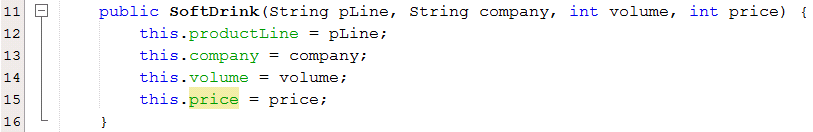 11 public SoftDrink(String pLine, String company, int volume, int price) {
12 this.productLine = pLine;
13 this.company = company;
14 this.volume = volume;
15 this.price = price;
16 }